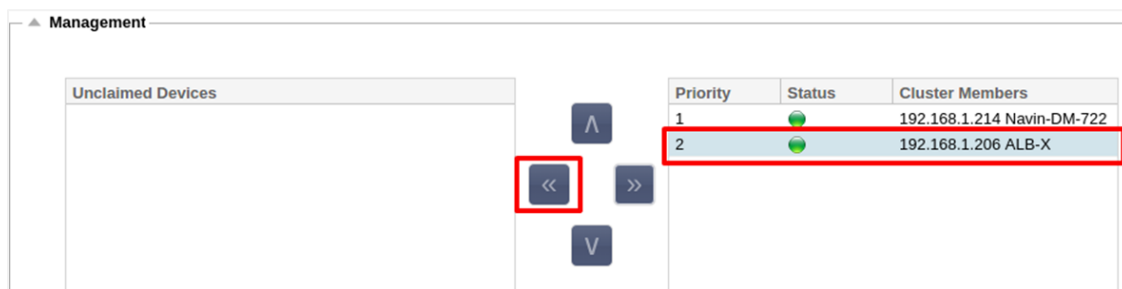 Management
Unclaimed Devices
Priority Status Cluster Members
1 192.168.1.214 Navin-DM-722
2 192.168.1.206 ALB-X